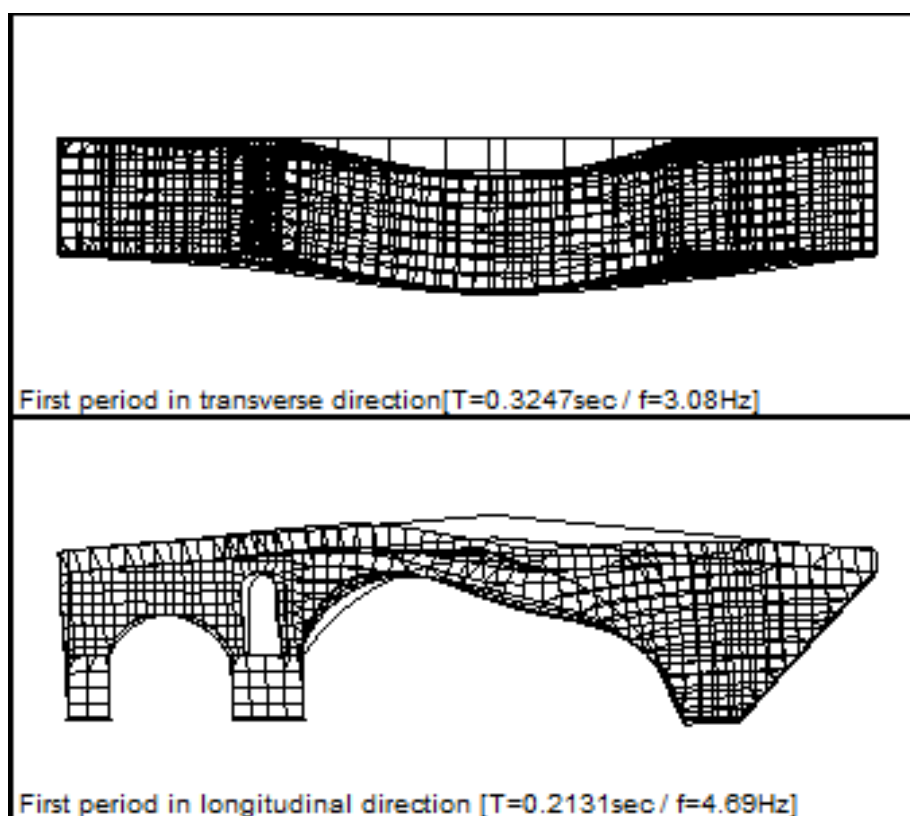 First period in transverse direction[T=0.3247sec / f=3.08Hz]
First period in longitudinal direction [T=0.2131sec / f=4.69Hz]